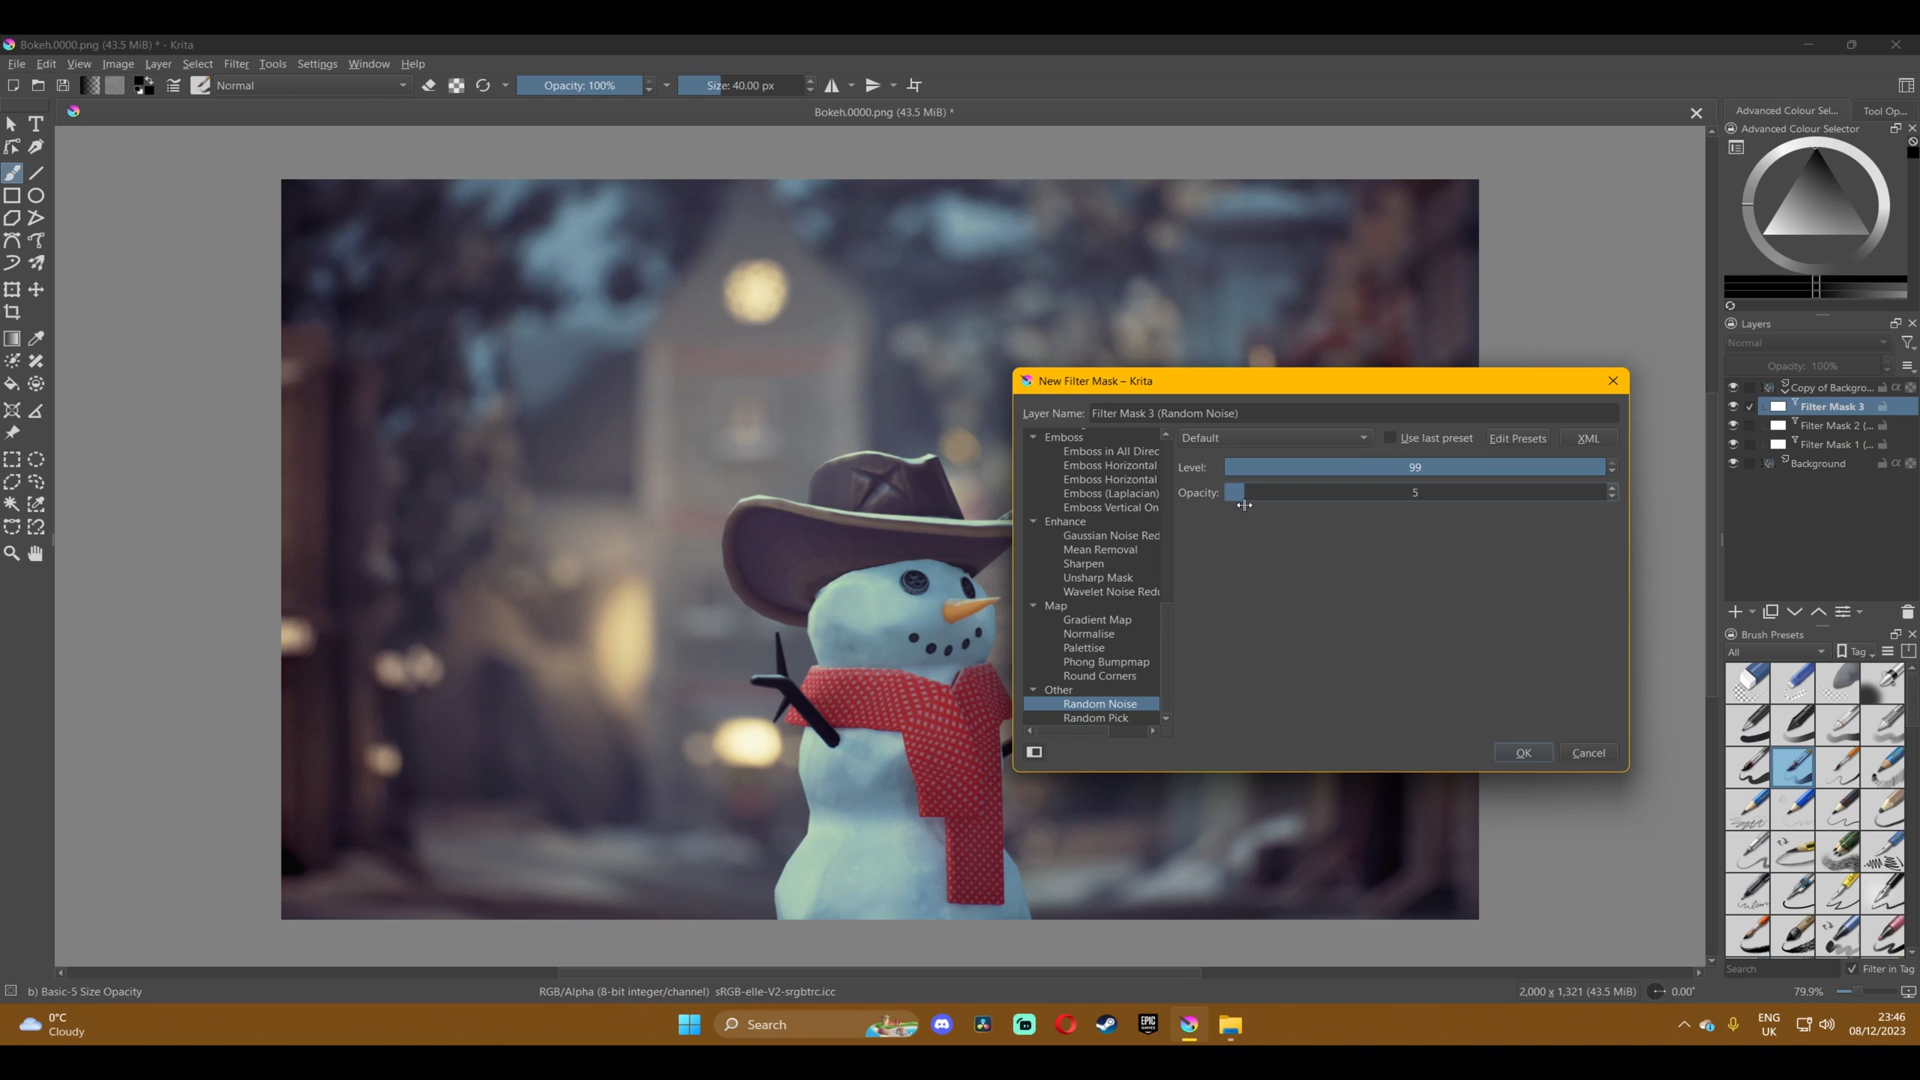 Bokeh.0000.png (43.5 MiB) * - Krita
File Edit View Image Layer Select Filter Tools Settings Window Help
Normal
Opacity: 100%
Size: 40.00 px
Bokeh.0000.png (43.5 MiB) *
Advanced Colour Sel...
Tool Op...
Advanced Colour Selector
Layers
Normal
Opacity: 100%
Copy of Backgro...
Filter Mask 3
Filter Mask 2 (...
Filter Mask 1 (...
Background
New Filter Mask – Krita
Layer Name: Filter Mask 3 (Random Noise)
Emboss
Emboss in All Direc
Emboss Horizontal
Emboss Horizontal
Emboss (Laplacian)
Emboss Vertical On
Enhance
Gaussian Noise Red
Mean Removal
Sharpen
Unsharp Mask
Wavelet Noise Redu
Map
Gradient Map
Normalise
Palettise
Phong Bumpmap
Round Corners
Other
Random Noise
Random Pick
Default
Use last preset
Edit Presets
XML
Level: 99
Opacity: 5
OK
Cancel
Brush Presets
All
Tag
Search
Filter in Tag
b) Basic-5 Size Opacity
RGB/Alpha (8-bit integer/channel) sRGB-elle-V2-srgbtrc.icc
2,000 x 1,321 (43.5 MiB)
0.00°
79.9%
0°C
Cloudy
Search
EPIC GAMES
ENG
UK
23:46
08/12/2023